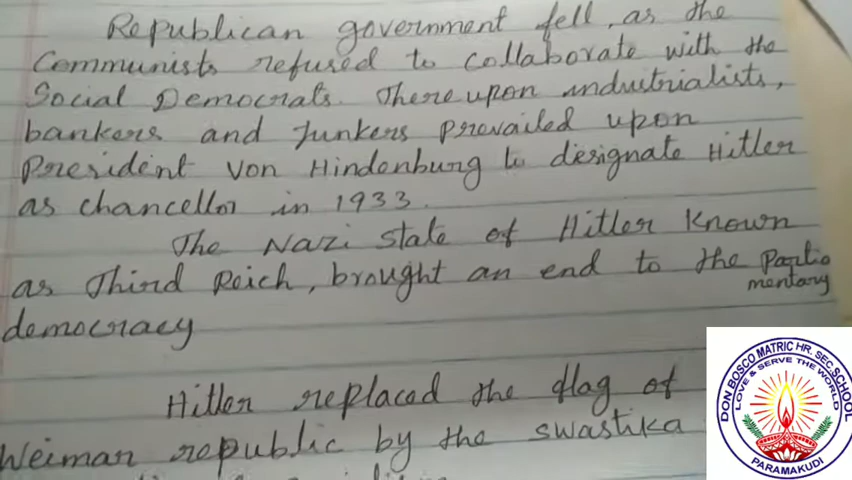 Republican government fell, as the
Communists refused to collaborate with the
Social Democrats. Thereupon industrialists,
bankers and Junkers prevailed upon
President Von Hindenburg to designate Hitler
as chancellor in 1933.
The Nazi state of Hitler known
as Third Reich, brought an end to the Parlia
mentary
democracy
Hitler replaced the flag of
Weimar republic by the swastika
DON BOSCO MATRIC HR. SEC. SCHOOL
LOVE & SERVE THE WORLD
PARAMAKUDI